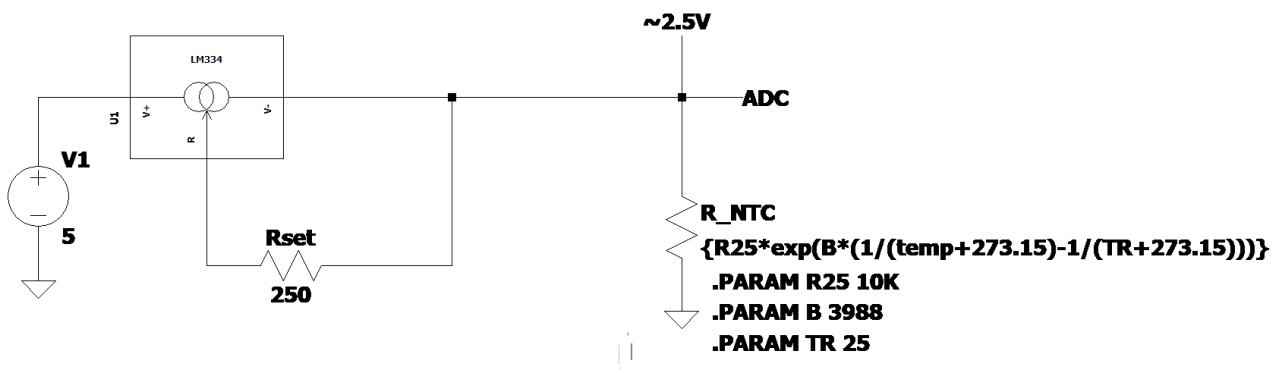 ~2.5V
LM334
ADC
U1
V+
V-
R
V1
5
Rset
250
R_NTC
{R25*exp(B*(1/(temp+273.15)-1/(TR+273.15)))}
.PARAM R25 10K
.PARAM B 3988
.PARAM TR 25